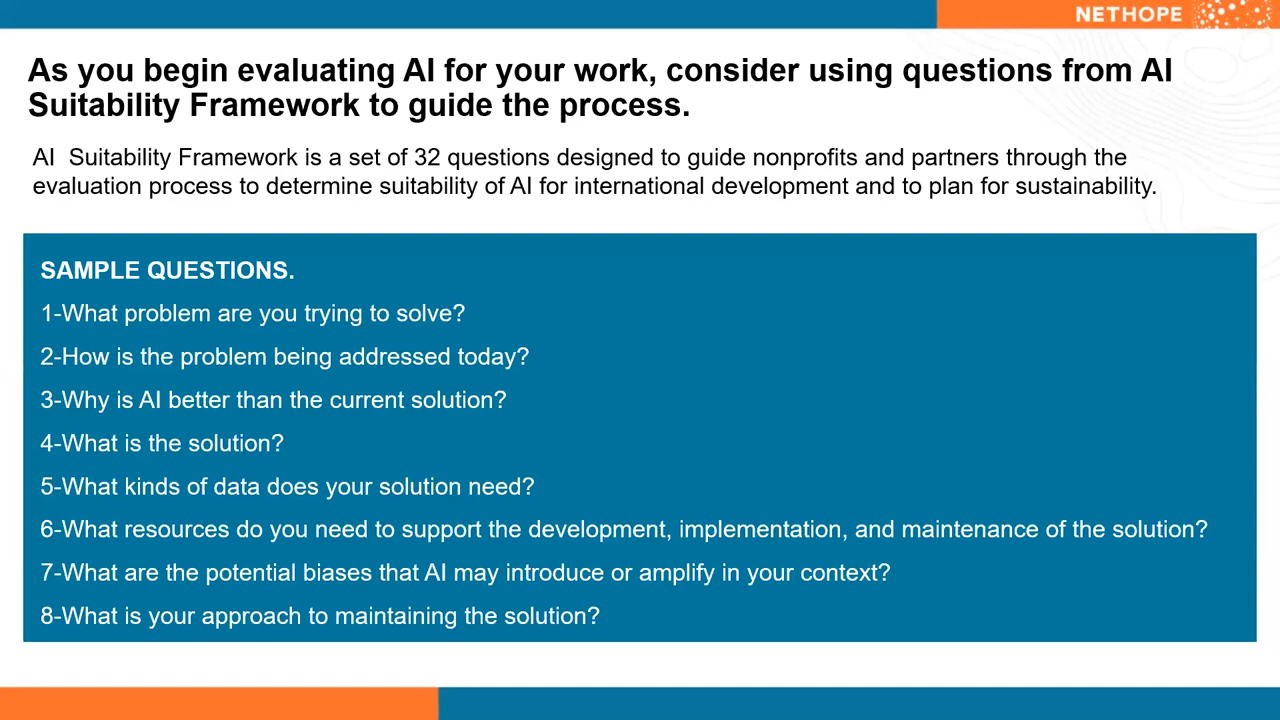 NETHOPE
As you begin evaluating AI for your work, consider using questions from AI
Suitability Framework to guide the process.
AI  Suitability Framework is a set of 32 questions designed to guide nonprofits and partners through the
evaluation process to determine suitability of AI for international development and to plan for sustainability.
SAMPLE QUESTIONS.
1-What problem are you trying to solve?
2-How is the problem being addressed today?
3-Why is AI better than the current solution?
4-What is the solution?
5-What kinds of data does your solution need?
6-What resources do you need to support the development, implementation, and maintenance of the solution?
7-What are the potential biases that AI may introduce or amplify in your context?
8-What is your approach to maintaining the solution?